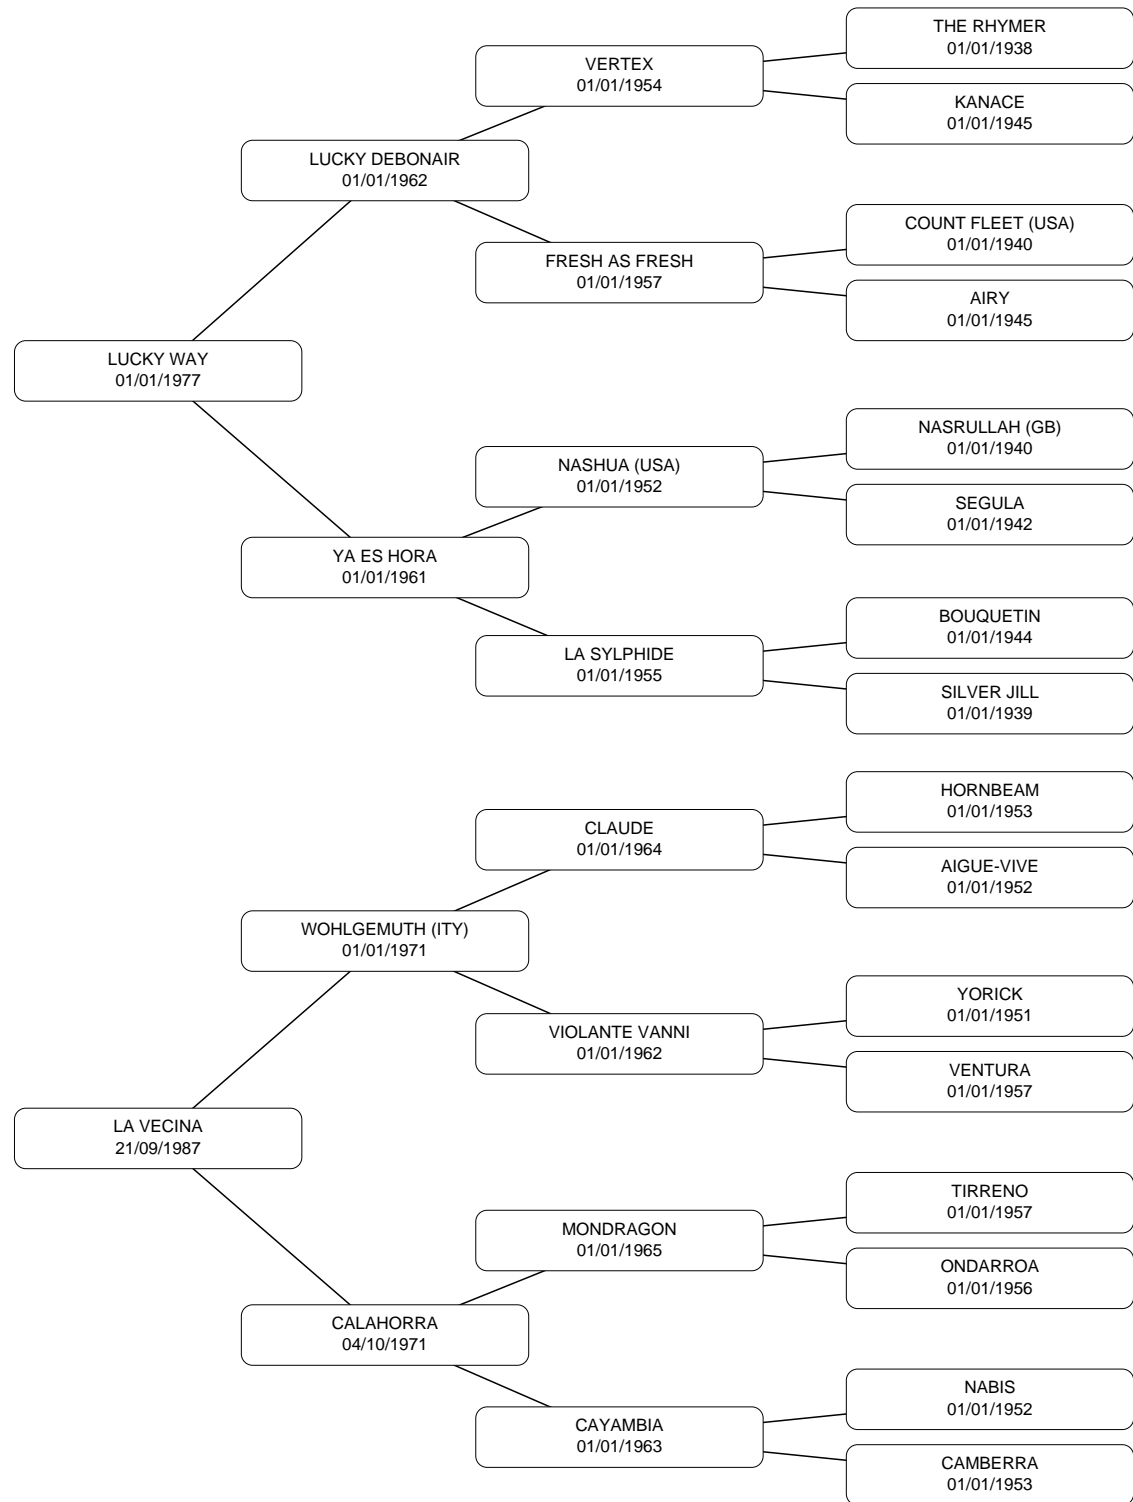 THE RHYMER
01/01/1938
VERTEX
01/01/1954
KANACE
01/01/1945
LUCKY DEBONAIR
01/01/1962
COUNT FLEET (USA)
01/01/1940
FRESH AS FRESH
01/01/1957
AIRY
01/01/1945
LUCKY WAY
01/01/1977
NASRULLAH (GB)
01/01/1940
NASHUA (USA)
01/01/1952
SEGULA
01/01/1942
YA ES HORA
01/01/1961
BOUQUETIN
01/01/1944
LA SYLPHIDE
01/01/1955
SILVER JILL
01/01/1939
HORNBEAM
01/01/1953
CLAUDE
01/01/1964
AIGUE-VIVE
01/01/1952
WOHLGEMUTH (ITY)
01/01/1971
YORICK
01/01/1951
VIOLANTE VANNI
01/01/1962
VENTURA
01/01/1957
LA VECINA
21/09/1987
TIRRENO
01/01/1957
MONDRAGON
01/01/1965
ONDARROA
01/01/1956
CALAHORRA
04/10/1971
NABIS
01/01/1952
CAYAMBIA
01/01/1963
CAMBERRA
01/01/1953